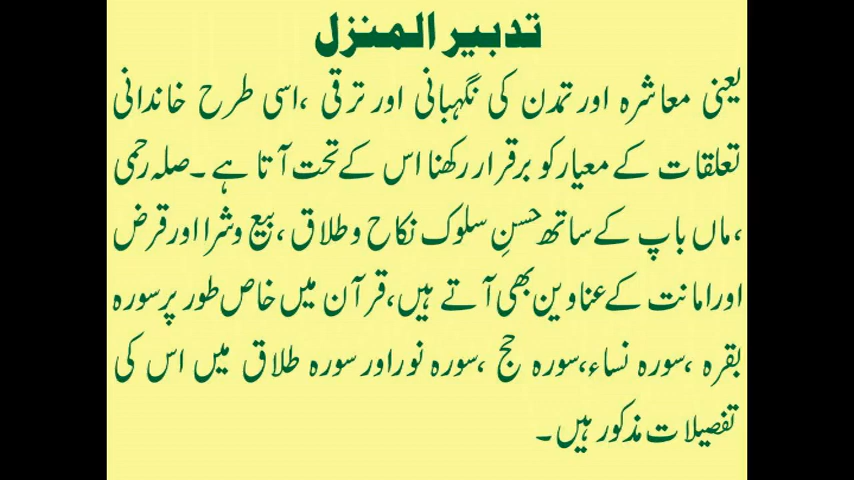 تدبیر المنزل
یعنی معاشرہ اور تمدن کی نگہبانی اور ترقی ،اسی طرح خاندانی
تعلقات کے معیار کو برقرار رکھنا اس کے تحت آتا ہے ۔صلہ رحمی
،ماں باپ کے ساتھ حسنِ سلوک نکاح و طلاق ،بیع و شرا اور قرض
اور امانت کے عناوین بھی آتے ہیں،قرآن میں خاص طور پر سورہ
بقرہ ،سورہ نساء،سورہ حج ،سورہ نور اور سورہ طلاق میں اس کی
تفصیلات مذکور ہیں ۔